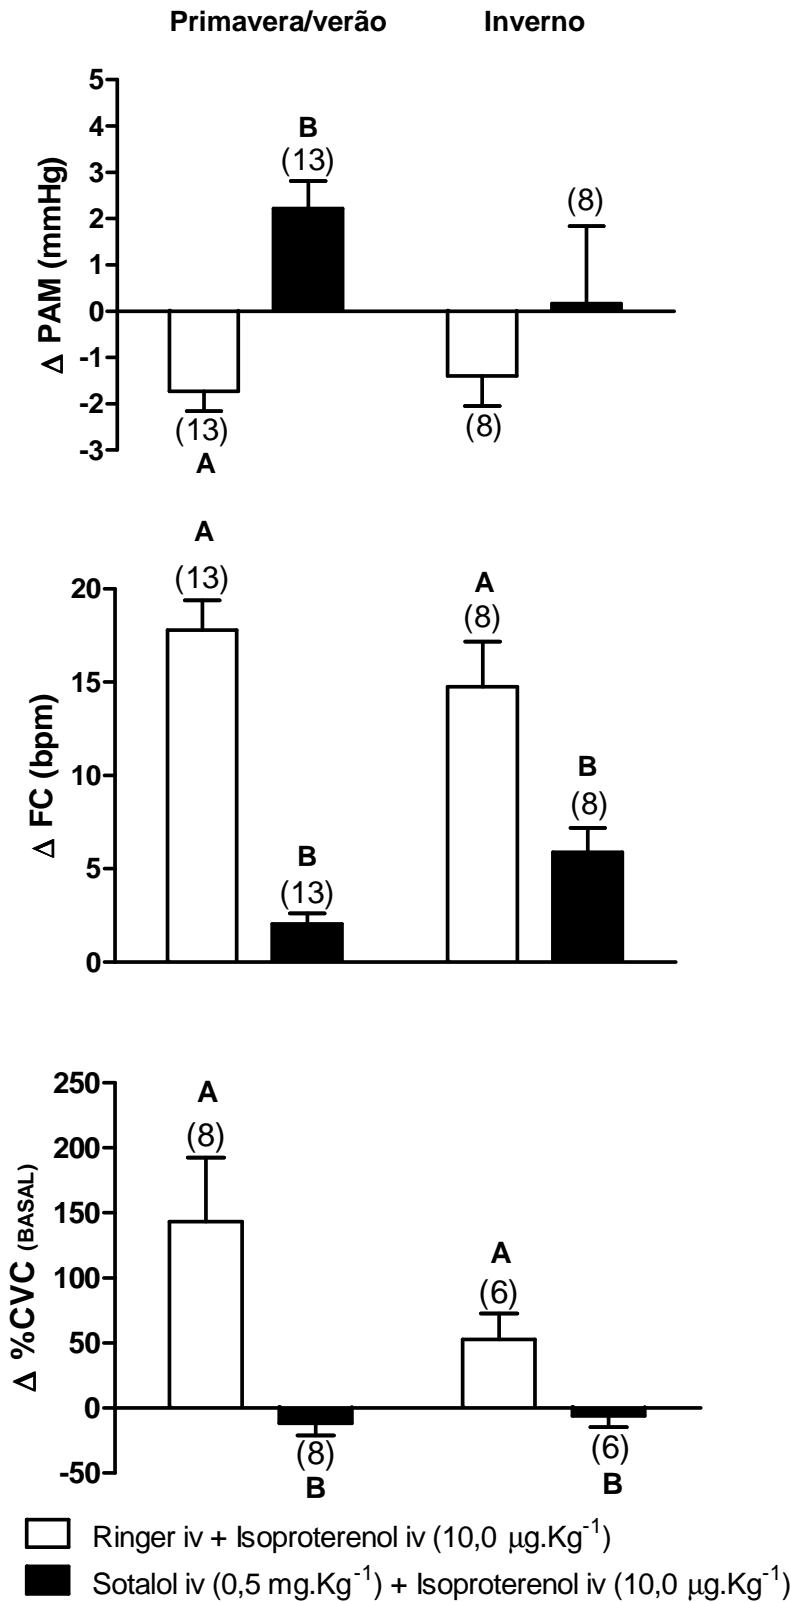 Primavera/verão Inverno
5
4
3
2
1
0
-1
-2
-3
Δ PAM (mmHg)
B
(13)
(8)
(13)
A
(8)
20
15
10
5
0
Δ FC (bpm)
A
(13)
B
(13)
A
(8)
B
(8)
250
200
150
100
50
0
-50
Δ %CVC (BASAL)
A
(8)
(8)
B
A
(6)
(6)
B
Ringer iv + Isoproterenol iv (10,0 μg.Kg⁻¹)
Sotalol iv (0,5 mg.Kg⁻¹) + Isoproterenol iv (10,0 μg.Kg⁻¹)